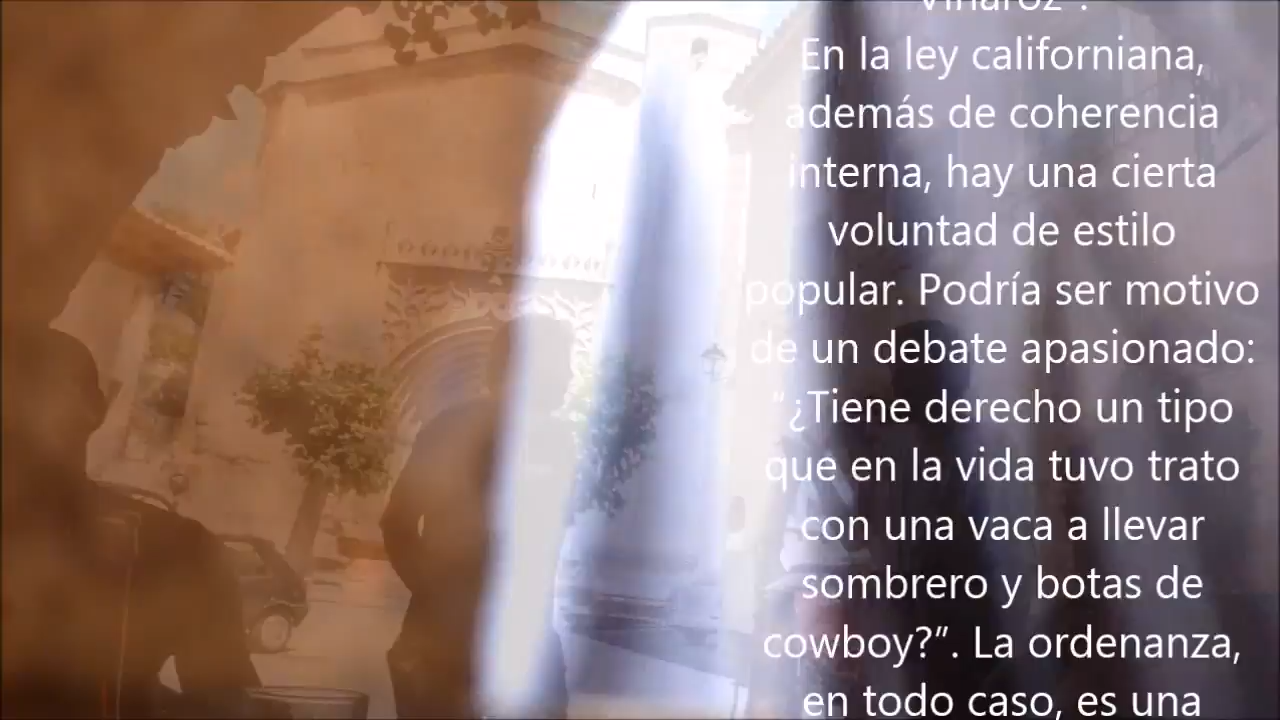 Vinaroz".
En la ley californiana,
además de coherencia
interna, hay una cierta
voluntad de estilo
popular. Podría ser motivo
de un debate apasionado:
“¿Tiene derecho un tipo
que en la vida tuvo trato
con una vaca a llevar
sombrero y botas de
cowboy?”. La ordenanza,
en todo caso, es una